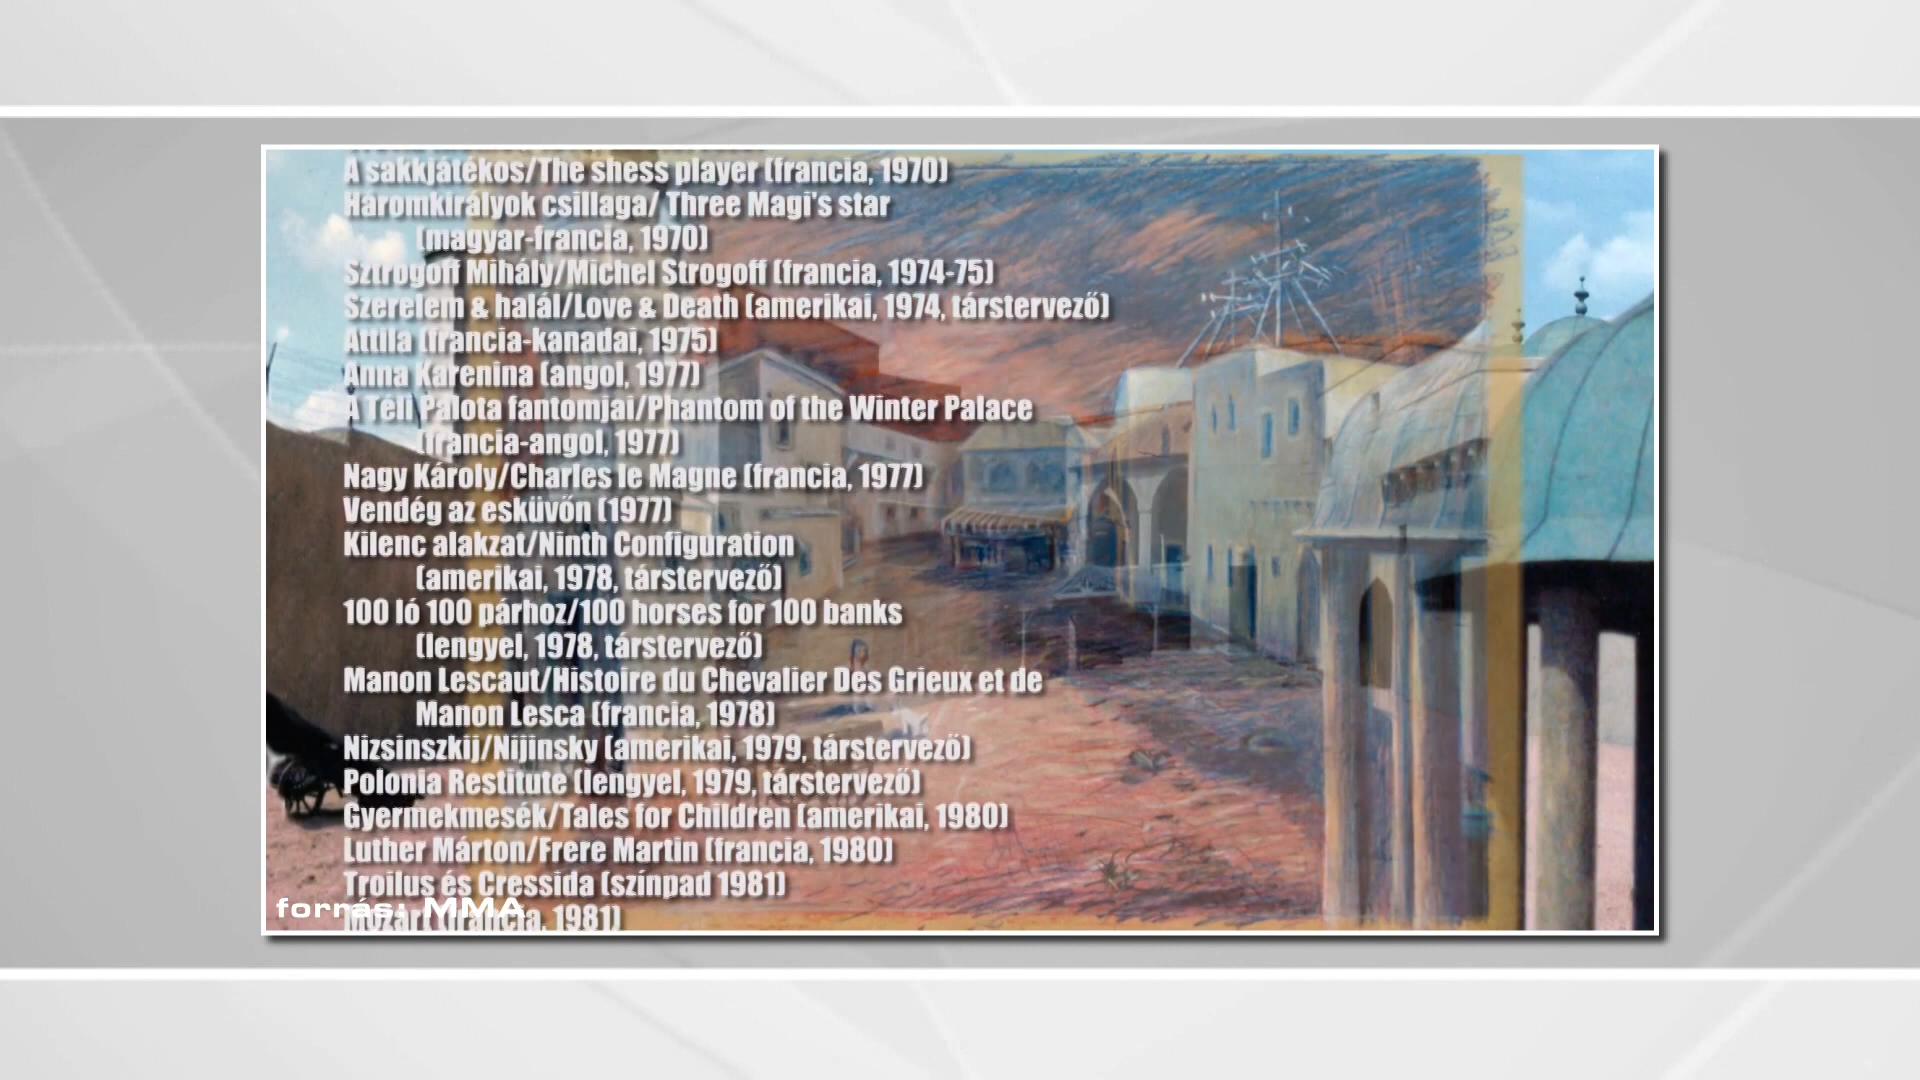 A sakkjátékos/The shess player (francia, 1970)
Háromkirályok csillaga/ Three Magi's star
(magyar-francia, 1970)
Sztrogoff Mihály/Michel Strogoff (francia, 1974-75)
Szerelem & halál/Love & Death (amerikai, 1974, társtervező)
Attila (francia-kanadai, 1975)
Anna Karenina (angol, 1977)
A Téli Palota fantomjai/Phantom of the Winter Palace
(francia-angol, 1977)
Nagy Károly/Charles le Magne (francia, 1977)
Vendég az esküvőn (1977)
Kilenc alakzat/Ninth Configuration
(amerikai, 1978, társtervező)
100 ló 100 párhoz/100 horses for 100 banks
(lengyel, 1978, társtervező)
Manon Lescaut/Histoire du Chevalier Des Grieux et de
Manon Lesca (francia, 1978)
Nizsinszkij/Nijinsky (amerikai, 1979, társtervező)
Polonia Restitute (lengyel, 1979, társtervező)
Gyermekmesék/Tales for Children (amerikai, 1980)
Luther Márton/Frere Martin (francia, 1980)
Troilus és Cressida (színpad 1981)
forrás: MMA
Mozart (francia, 1981)